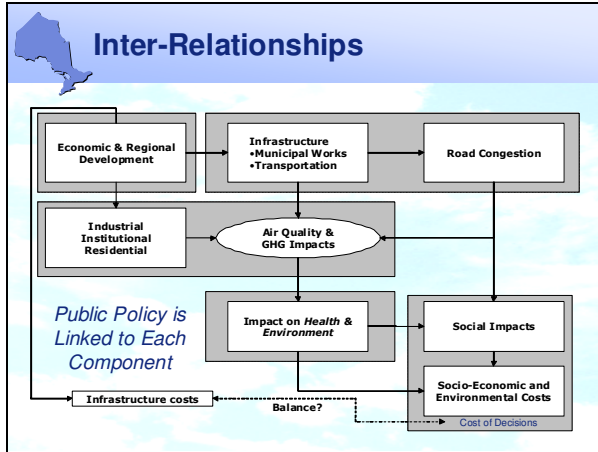 Inter-Relationships
Economic & Regional
Development
Infrastructure
•Municipal Works
•Transportation
Road Congestion
Industrial
Institutional
Residential
Air Quality &
GHG Impacts
Public Policy is
Linked to Each
Component
Impact on Health &
Environment
Social Impacts
Socio-Economic and
Environmental Costs
Infrastructure costs
Balance?
Cost of Decisions